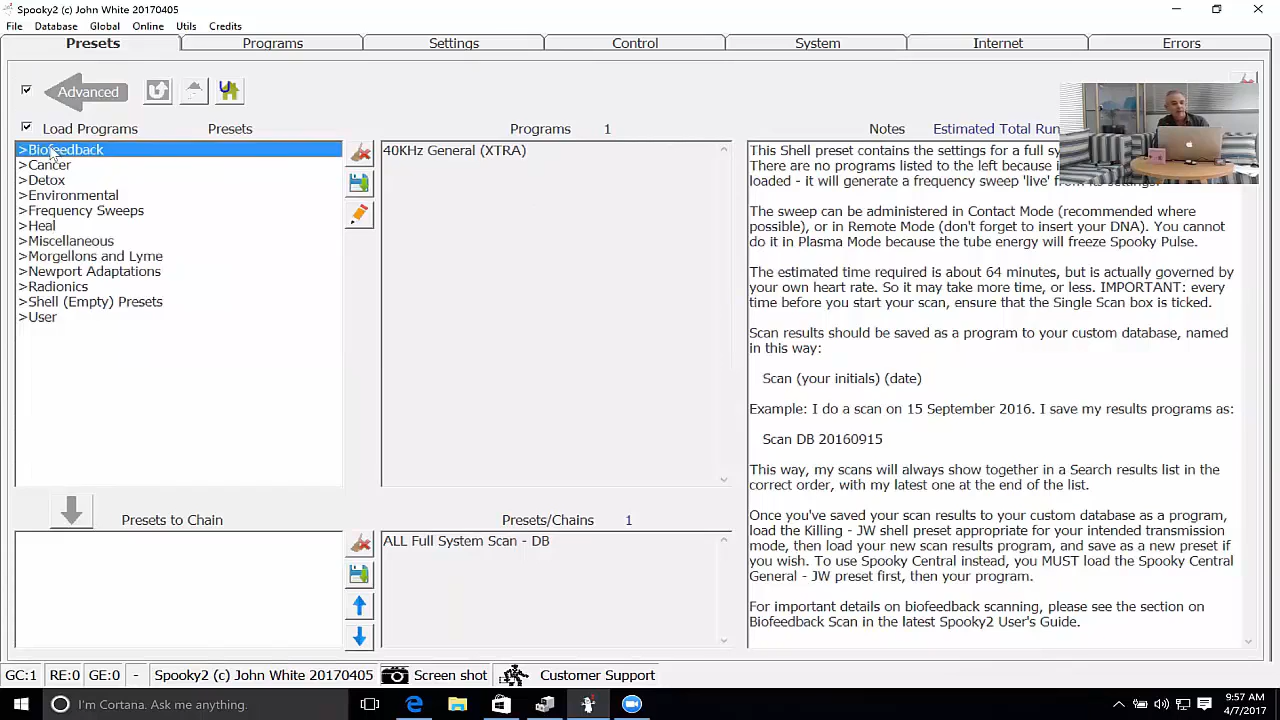 Spooky2 (c) John White 20170405
File Database Global Online Utils Credits
Presets Programs Settings Control System Internet Errors
Advanced
Load Programs Presets Programs 1 Notes Estimated Total Run
>Biofeedback
>Cancer
>Detox
>Environmental
>Frequency Sweeps
>Heal
>Miscellaneous
>Morgellons and Lyme
>Newport Adaptations
>Radionics
>Shell (Empty) Presets
>User
40KHz General (XTRA)
This Shell preset contains the settings for a full sy
There are no programs listed to the left because i
loaded - it will generate a frequency sweep 'live' from its settings.
The sweep can be administered in Contact Mode (recommended where
possible), or in Remote Mode (don't forget to insert your DNA). You cannot
do it in Plasma Mode because the tube energy will freeze Spooky Pulse.
The estimated time required is about 64 minutes, but is actually governed by
your own heart rate. So it may take more time, or less. IMPORTANT: every
time before you start your scan, ensure that the Single Scan box is ticked.
Scan results should be saved as a program to your custom database, named
in this way:
Scan (your initials) (date)
Example: I do a scan on 15 September 2016. I save my results programs as:
Scan DB 20160915
This way, my scans will always show together in a Search results list in the
correct order, with my latest one at the end of the list.
Once you've saved your scan results to your custom database as a program,
load the Killing - JW shell preset appropriate for your intended transmission
mode, then load your new scan results program, and save as a new preset if
you wish. To use Spooky Central instead, you MUST load the Spooky Central
General - JW preset first, then your program.
For important details on biofeedback scanning, please see the section on
Biofeedback Scan in the latest Spooky2 User's Guide.
Presets to Chain Presets/Chains 1
ALL Full System Scan - DB
GC:1 RE:0 GE:0 - Spooky2 (c) John White 20170405 Screen shot Customer Support
I'm Cortana. Ask me anything.
9:57 AM
4/7/2017